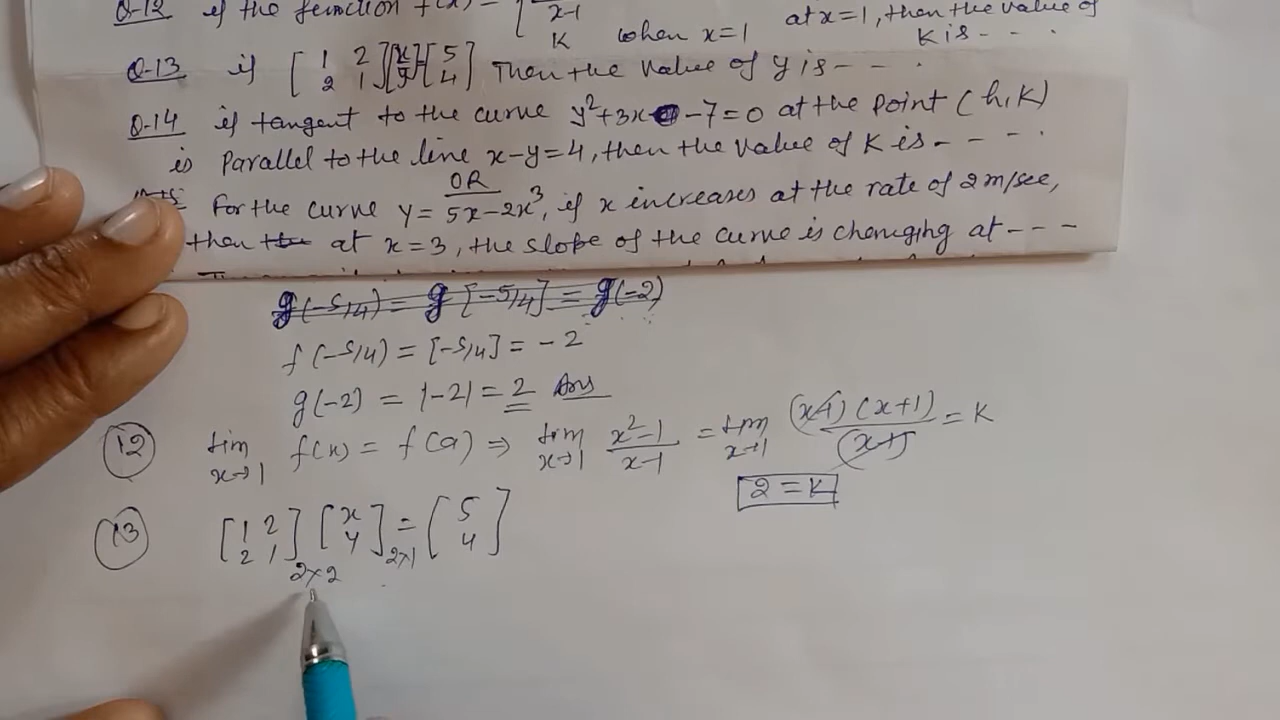 Q-12 if the function f(x) = [
x-1
K when x=1 at x=1, then the value of
K is - - .
Q-13 if [1 2 2 1][x y]=[5 4] Then the value of y is - - .
Q-14 if tangent to the curve y²+3x -7=0 at the point (h,K)
is parallel to the line x-y=4, then the value of K is - - - .
OR
For the curve y= 5x-2x³, if x increases at the rate of 2 m/sec,
then at x=3, the slope of the curve is changing at - - -
g(-5/4) = g [-5/4] = g(-2)
f(-5/4) = [-5/4] = -2
g(-2) = |-2| = 2 Ans
12 lim x→1 f(x) = f(a) ⇒ lim x→1 x²-1 / x-1 = lim x→1 (x-1)(x+1) / (x-1) = K
2 = K
13 [1 2 2 1] 2×2 [x y] 2×1 = [5 4]